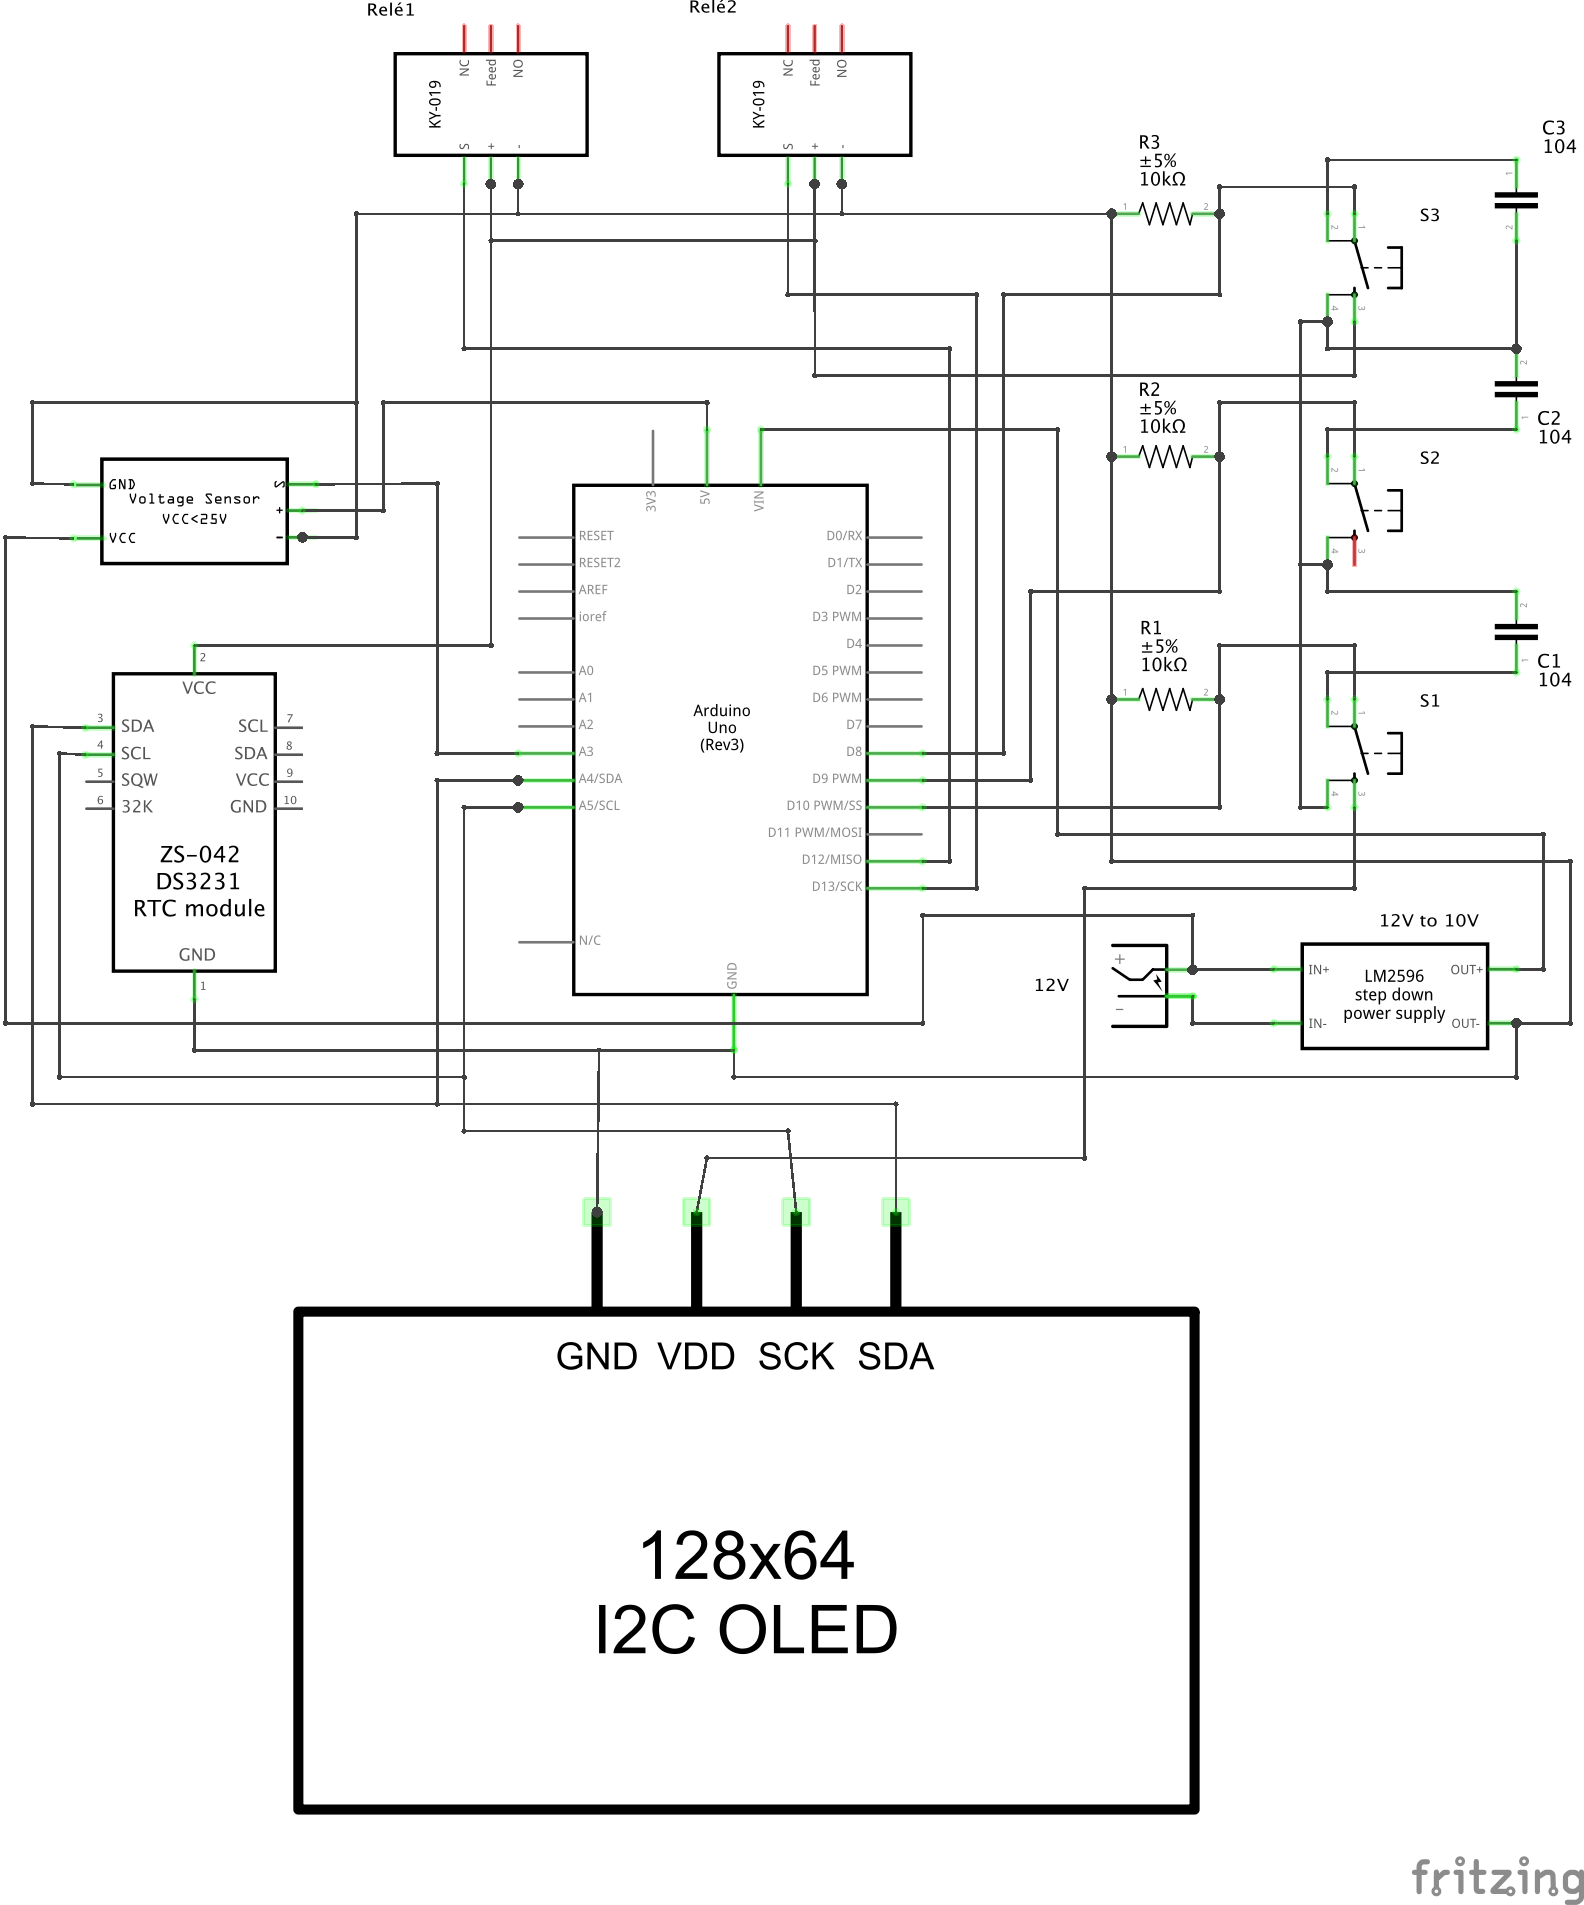 Relé1
Relé2
NC
Feed
NO
KY-019
S
+
-
NC
Feed
NO
KY-019
S
+
-
R3
±5%
10kΩ
1
2
C3
104
1
2
S3
2
1
4
3
R2
±5%
10kΩ
1
2
C2
104
2
1
S2
2
1
4
3
R1
±5%
10kΩ
1
2
C1
104
2
1
S1
2
1
4
3
GND
Voltage Sensor
VCC<25V
VCC
S
+
-
3V3
5V
VIN
RESET
RESET2
AREF
ioref
A0
A1
A2
A3
A4/SDA
A5/SCL
N/C
Arduino
Uno
(Rev3)
D0/RX
D1/TX
D2
D3 PWM
D4
D5 PWM
D6 PWM
D7
D8
D9 PWM
D10 PWM/SS
D11 PWM/MOSI
D12/MISO
D13/SCK
GND
2
VCC
3 SDA
4 SCL
5 SQW
6 32K
SCL 7
SDA 8
VCC 9
GND 10
ZS-042
DS3231
RTC module
GND
1
12V
+
−
12V to 10V
IN+
IN-
LM2596
step down
power supply
OUT+
OUT-
GND VDD SCK SDA
128x64
I2C OLED
fritzing